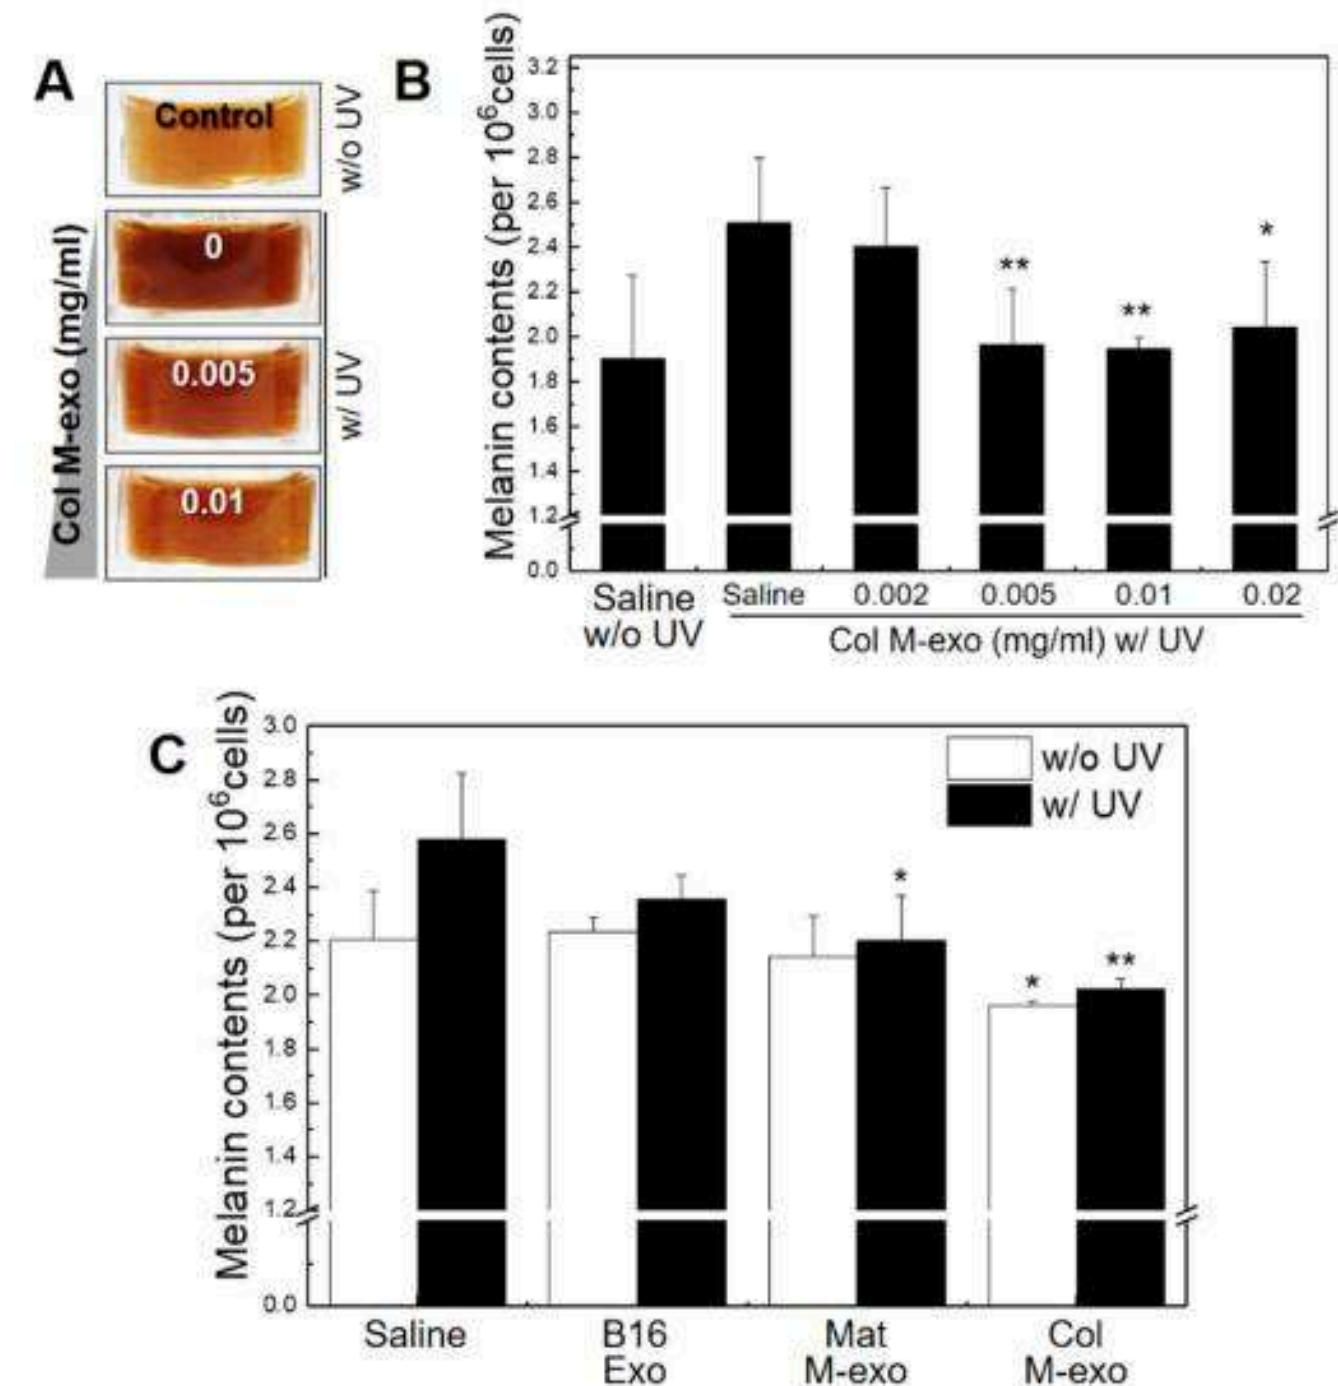 A
Control
w/o UV
0
0.005
0.01
w/ UV
Col M-exo (mg/ml)
B
Melanin contents (per 10⁶cells)
3.2
3.0
2.8
2.6
2.4
2.2
2.0
1.8
1.6
1.4
1.2
0.0
**
**
*
Saline
w/o UV
Saline
0.002
0.005
0.01
0.02
Col M-exo (mg/ml) w/ UV
C
Melanin contents (per 10⁶cells)
3.0
2.8
2.6
2.4
2.2
2.0
1.8
1.6
1.4
1.2
0.0
w/o UV
w/ UV
*
*
**
Saline
B16
Exo
Mat
M-exo
Col
M-exo